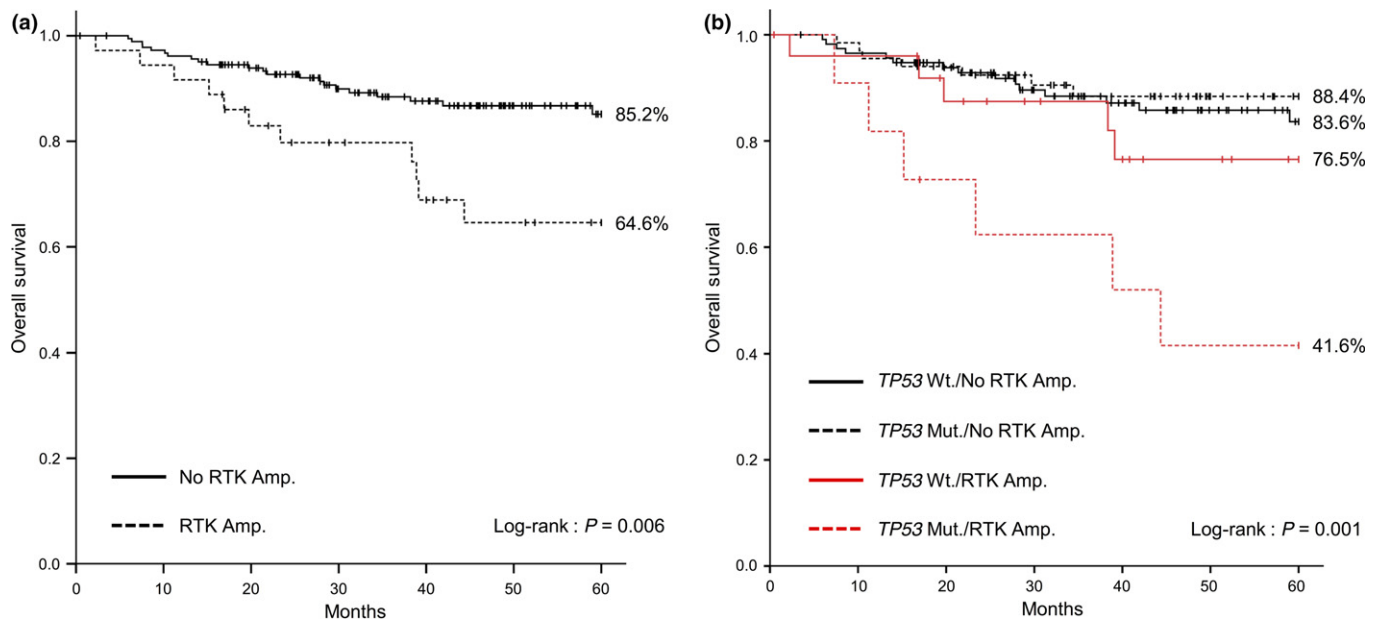 (a)
1.0
0.8
0.6
0.4
0.2
0.0
Overall survival
85.2%
64.6%
No RTK Amp.
RTK Amp.
Log-rank : P = 0.006
0 10 20 30 40 50 60
Months
(b)
1.0
0.8
0.6
0.4
0.2
0.0
Overall survival
88.4%
83.6%
76.5%
41.6%
TP53 Wt./No RTK Amp.
TP53 Mut./No RTK Amp.
TP53 Wt./RTK Amp.
TP53 Mut./RTK Amp.
Log-rank : P = 0.001
0 10 20 30 40 50 60
Months